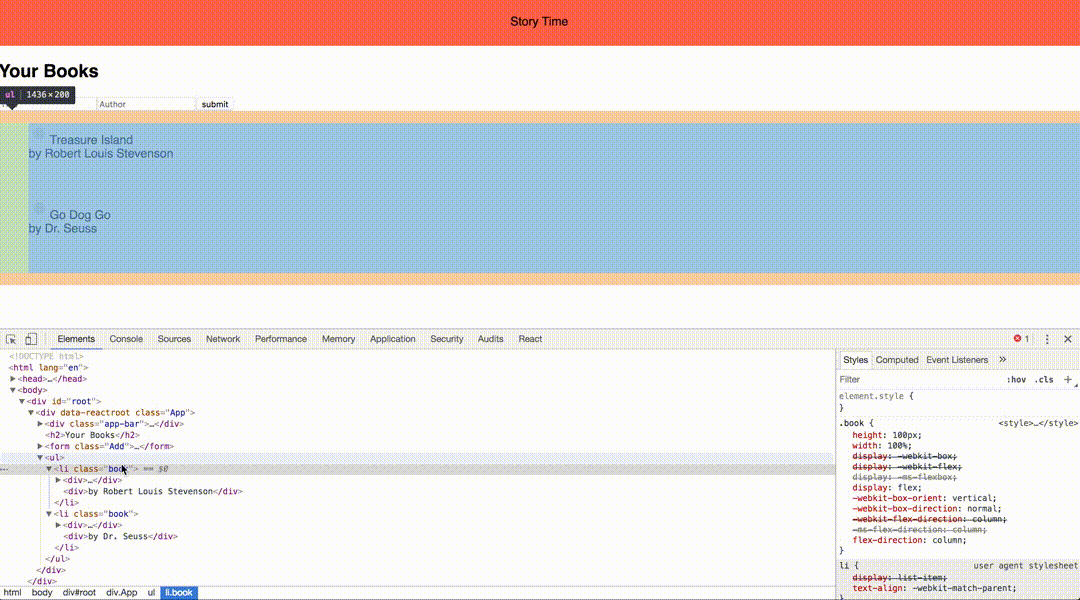 Story Time
Your Books
ul | 1436×200
Author
submit
Treasure Island
by Robert Louis Stevenson
Go Dog Go
by Dr. Seuss
Elements Console Sources Network Performance Memory Application Security Audits React 1
<!DOCTYPE html>
<html lang="en">
<head>…</head>
<body>
<div id="root">
<div data-reactroot class="App">
<div class="app-bar">…</div>
<h2>Your Books</h2>
<form class="Add">…</form>
<ul>
<li class="book"> == $0
<div>…</div>
<div>by Robert Louis Stevenson</div>
</li>
<li class="book">
<div>…</div>
<div>by Dr. Seuss</div>
</li>
</ul>
</div>
</div>
html body div#root div.App ul li.book
Styles Computed Event Listeners »
Filter :hov .cls +
element.style {
}
.book { <style>…</style>
height: 100px;
width: 100%;
display: -webkit-box;
display: -webkit-flex;
display: -ms-flexbox;
display: flex;
-webkit-box-orient: vertical;
-webkit-box-direction: normal;
-webkit-flex-direction: column;
-ms-flex-direction: column;
flex-direction: column;
}
li { user agent stylesheet
display: list-item;
text-align: -webkit-match-parent;
}